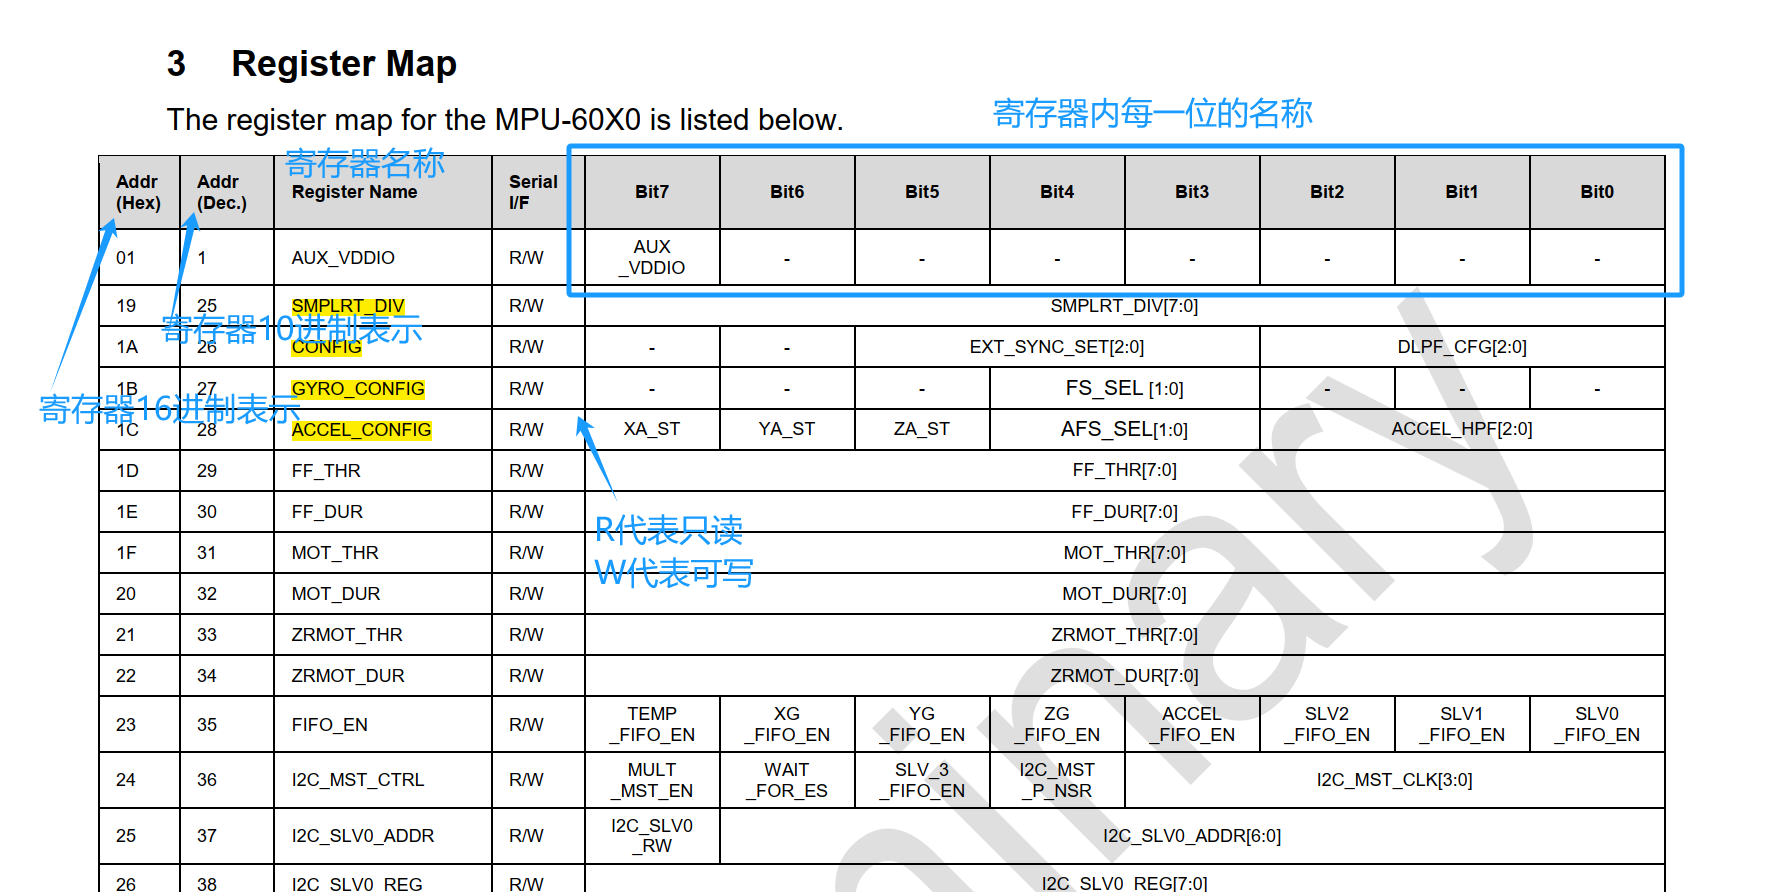 3 Register Map
The register map for the MPU-60X0 is listed below.
寄存器内每一位的名称
寄存器名称
Addr (Hex) Addr (Dec.) Register Name Serial I/F Bit7 Bit6 Bit5 Bit4 Bit3 Bit2 Bit1 Bit0
01 1 AUX_VDDIO R/W AUX _VDDIO - - - - - - -
19 25 SMPLRT_DIV R/W SMPLRT_DIV[7:0]
寄存器10进制表示
1A 26 CONFIG R/W - - EXT_SYNC_SET[2:0] DLPF_CFG[2:0]
1B 27 GYRO_CONFIG R/W - - - FS_SEL [1:0] - - -
寄存器16进制表示
1C 28 ACCEL_CONFIG R/W XA_ST YA_ST ZA_ST AFS_SEL[1:0] ACCEL_HPF[2:0]
1D 29 FF_THR R/W FF_THR[7:0]
1E 30 FF_DUR R/W FF_DUR[7:0]
R代表只读
1F 31 MOT_THR R/W MOT_THR[7:0]
W代表可写
20 32 MOT_DUR R/W MOT_DUR[7:0]
21 33 ZRMOT_THR R/W ZRMOT_THR[7:0]
22 34 ZRMOT_DUR R/W ZRMOT_DUR[7:0]
23 35 FIFO_EN R/W TEMP _FIFO_EN XG _FIFO_EN YG _FIFO_EN ZG _FIFO_EN ACCEL _FIFO_EN SLV2 _FIFO_EN SLV1 _FIFO_EN SLV0 _FIFO_EN
24 36 I2C_MST_CTRL R/W MULT _MST_EN WAIT _FOR_ES SLV_3 _FIFO_EN I2C_MST _P_NSR I2C_MST_CLK[3:0]
25 37 I2C_SLV0_ADDR R/W I2C_SLV0 _RW I2C_SLV0_ADDR[6:0]
26 38 I2C_SLV0_REG R/W I2C_SLV0_REG[7:0]
inary